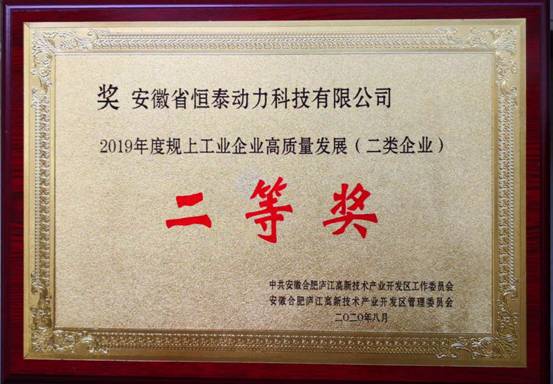 奖 安徽省恒泰动力科技有限公司
2019年度规上工业企业高质量发展（二类企业）
二等奖
中共安徽合肥庐江高新技术产业开发区工作委员会
安徽合肥庐江高新技术产业开发区管理委员会
二〇二〇年八月